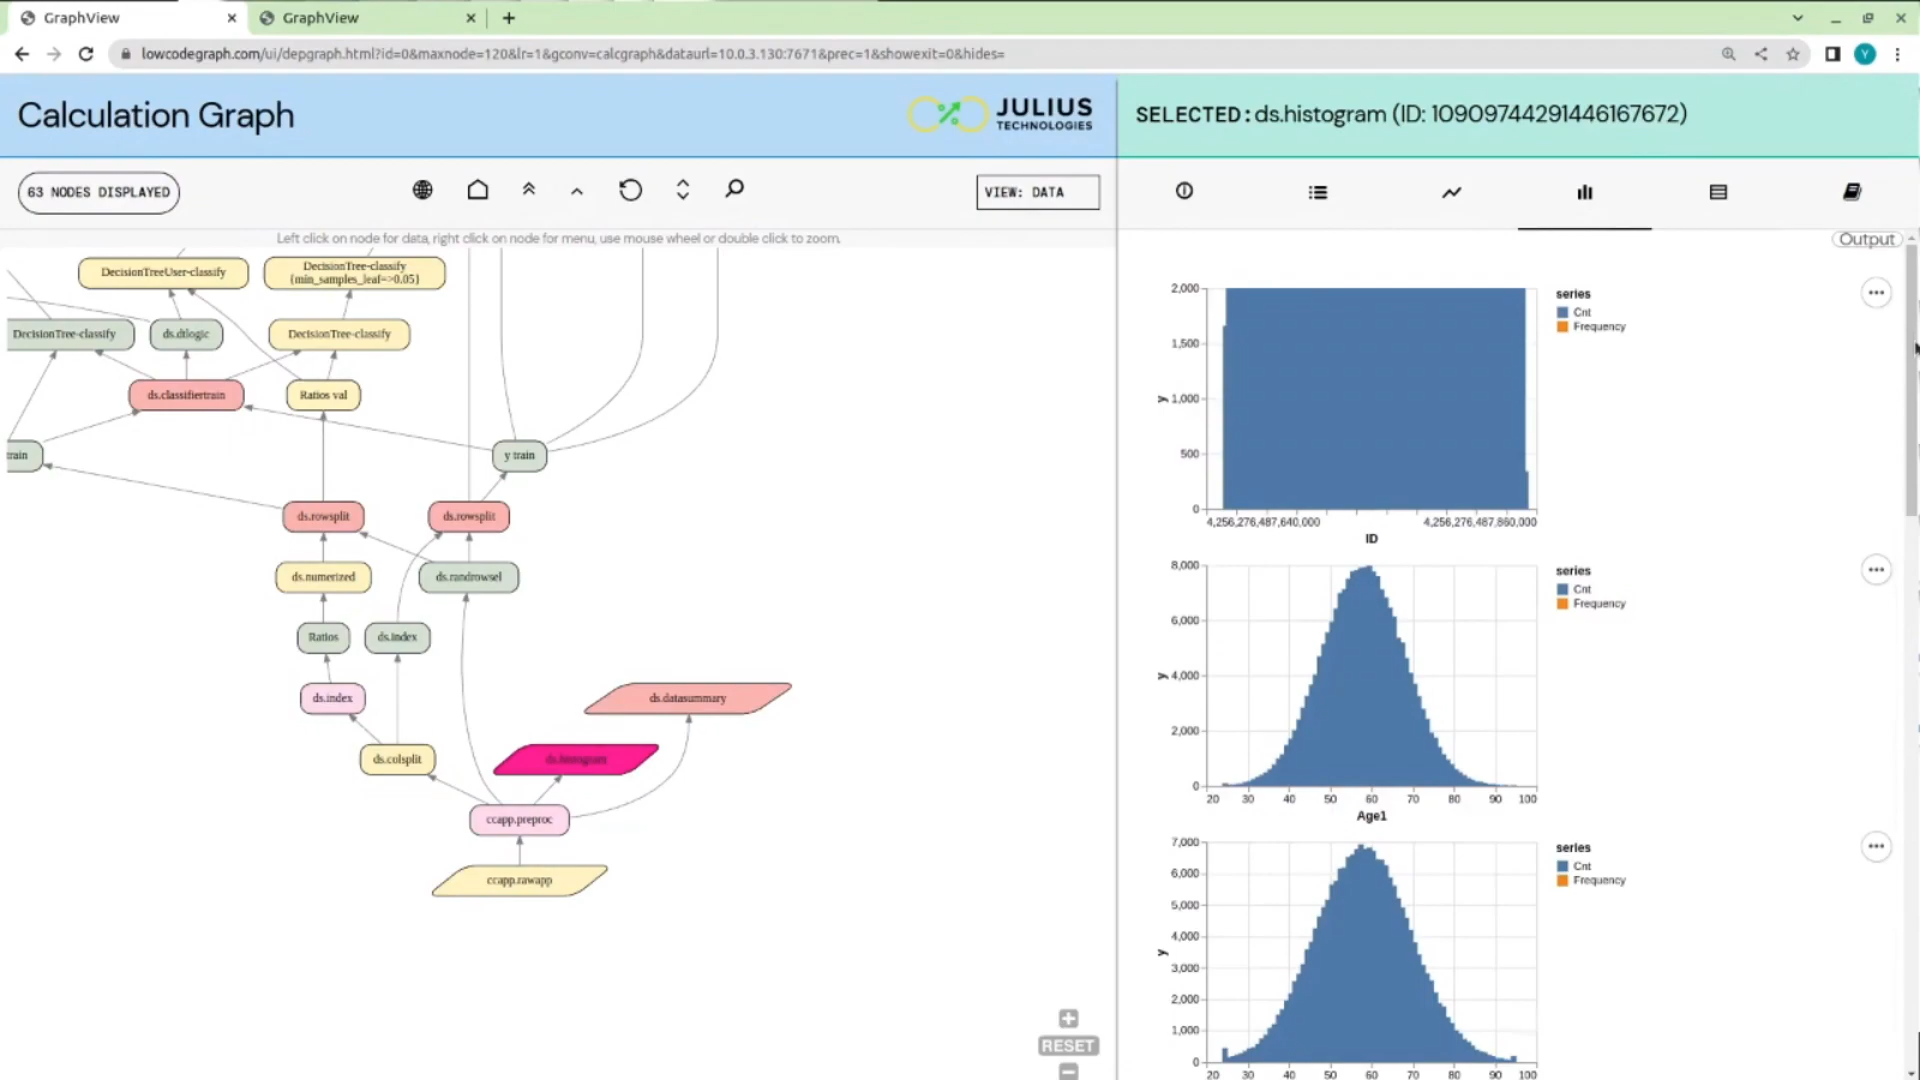 GraphView
GraphView
lowcodegraph.com/ui/depgraph.html?id=0&maxnode=120&lr=1&gconv=calcgraph&dataurl=10.0.3.130:7671&prec=1&showexit=0&hides=
Y
Calculation Graph
JULIUS
TECHNOLOGIES
SELECTED: ds.histogram (ID: 10909744291446167672)
63 NODES DISPLAYED
VIEW: DATA
Left click on node for data, right click on node for menu, use mouse wheel or double click to zoom.
Output
DecisionTreeUser-classify
DecisionTree-classify
{min_samples_leaf=>0.05}
DecisionTree-classify
ds.dtlogic
DecisionTree-classify
ds.classifiertrain
Ratios val
train
y train
ds.rowsplit
ds.rowsplit
ds.numerized
ds.randrowsel
Ratios
ds.index
ds.index
ds.datasummary
ds.colsplit
ds.histogram
ccapp.preproc
ccapp.rawapp
RESET
2,000
1,500
1,000
500
0
y
4,256,276,487,640,000
4,256,276,487,860,000
ID
series
Cnt
Frequency
8,000
6,000
4,000
2,000
0
y
20 30 40 50 60 70 80 90 100
Age1
series
Cnt
Frequency
7,000
6,000
5,000
4,000
3,000
2,000
1,000
0
y
20 30 40 50 60 70 80 90 100
series
Cnt
Frequency